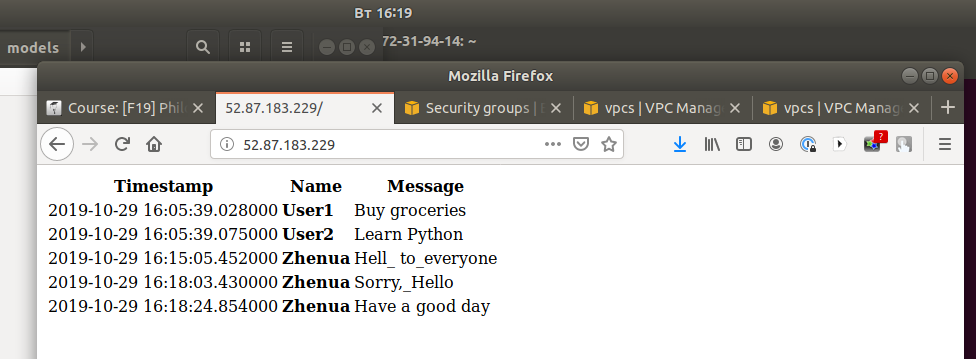 Вт 16:19
models
72-31-94-14: ~
Mozilla Firefox
Course: [F19] Phil
52.87.183.229/
Security groups |
vpcs | VPC Manag
vpcs | VPC Manag
52.87.183.229
?
Timestamp Name Message
2019-10-29 16:05:39.028000 User1 Buy groceries
2019-10-29 16:05:39.075000 User2 Learn Python
2019-10-29 16:15:05.452000 Zhenua Hell_ to_everyone
2019-10-29 16:18:03.430000 Zhenua Sorry,_Hello
2019-10-29 16:18:24.854000 Zhenua Have a good day